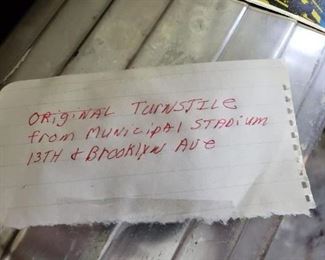 ORiGiNAL TURNSTiLe
from MUNiCiPAL STADiUM
13TH & BROOKLYN Ave